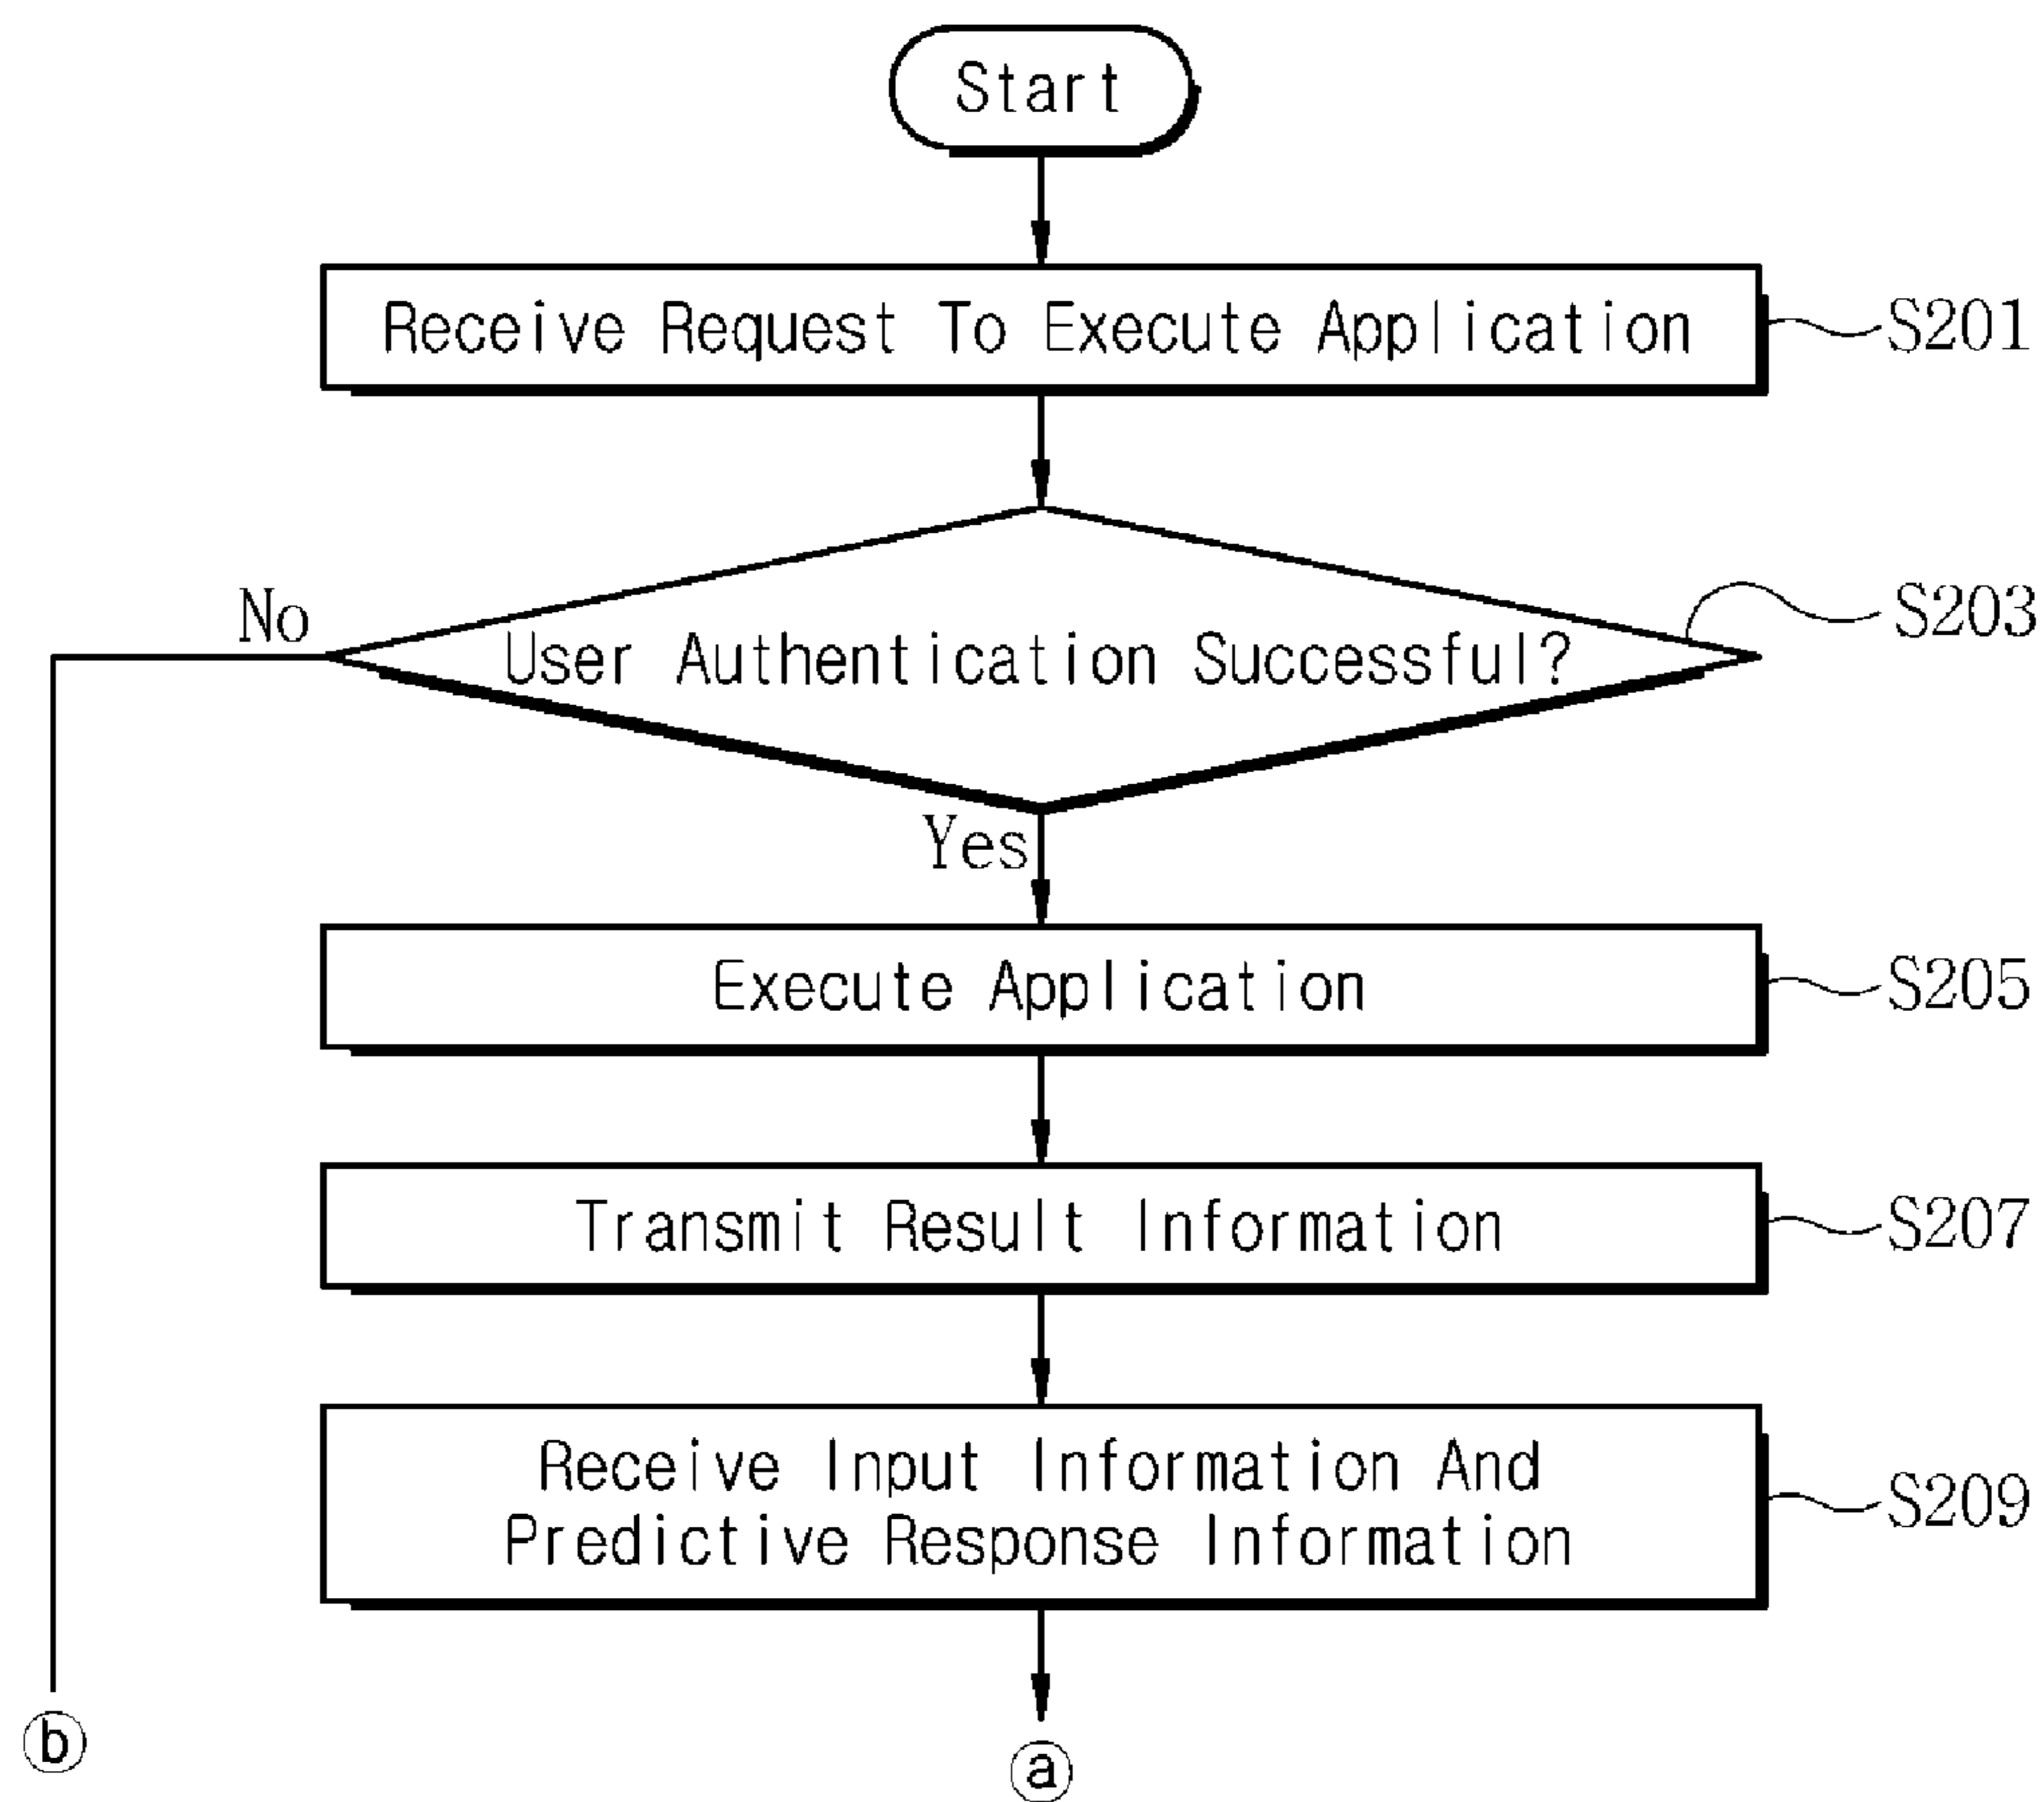 Start
Receive Request To Execute Application
S201
No
User Authentication Successful?
S203
Yes
Execute Application
S205
Transmit Result Information
S207
Receive Input Information And
Predictive Response Information
S209
ⓑ
ⓐ